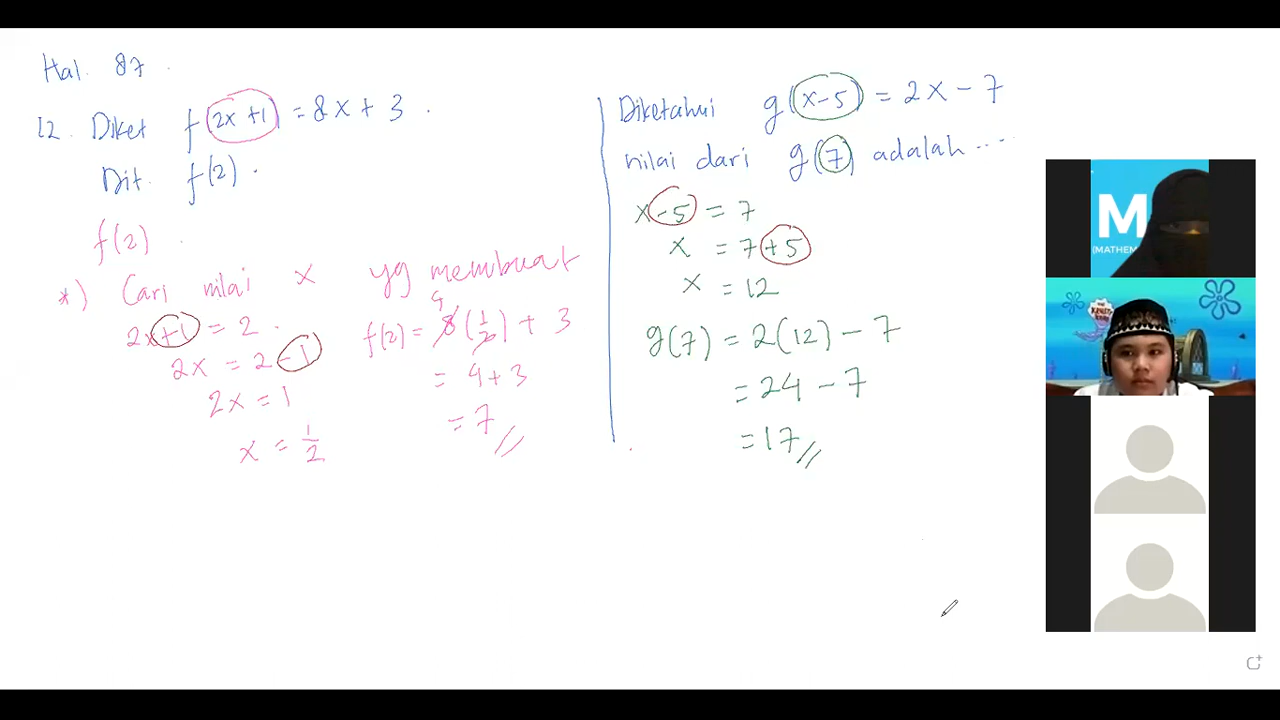 Hal. 87.
12. Diket f(2x+1) = 8x + 3.
Dit. f(2).
f(2)
*) Cari nilai x yg membuat
2x+1 = 2.
2x = 2-1
2x = 1
x = 1/2
f(2) = 8(1/2) + 3
4
= 4+3
= 7//
Diketahui g(x-5) = 2x - 7
nilai dari g(7) adalah ....
x-5 = 7
x = 7+5
x = 12
g(7) = 2(12) - 7
= 24 - 7
= 17//
M
(MATHEM